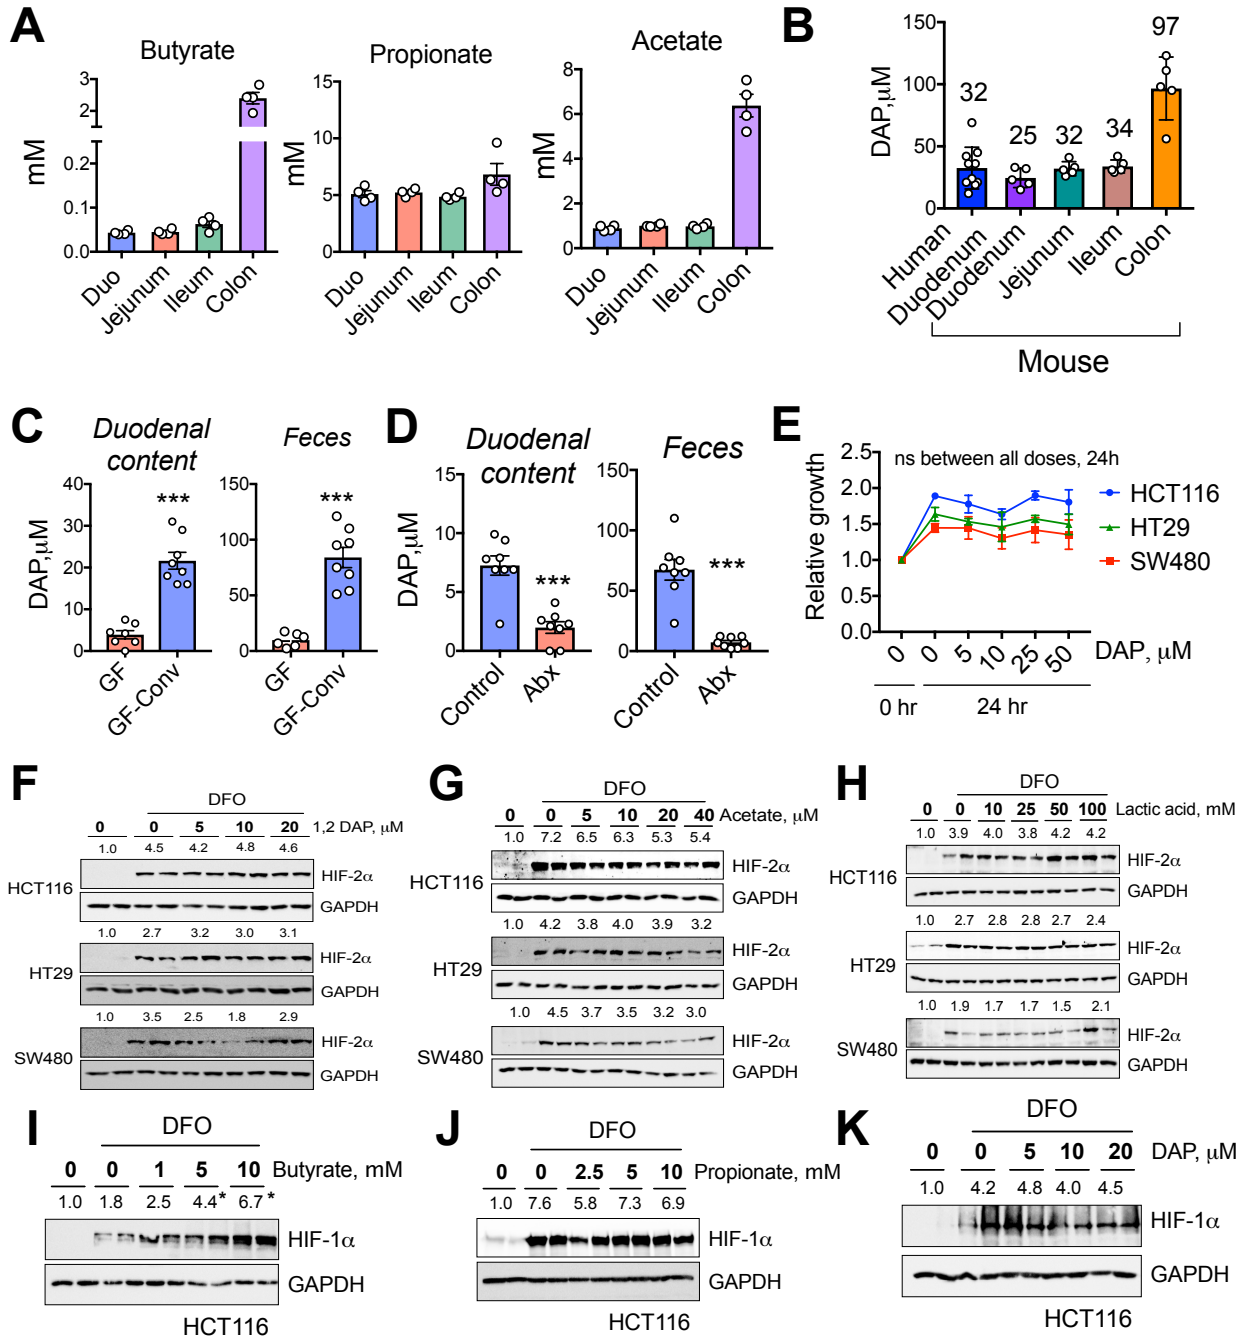 A
Butyrate
Propionate
Acetate
mM
3
2
0.2
0.1
0.0
Duo
Jejunum
Ileum
Colon
mM
15
10
5
0
Duo
Jejunum
Ileum
Colon
mM
8
6
4
2
0
Duo
Jejunum
Ileum
Colon
B
DAP,μM
150
100
50
0
32
25
32
34
97
Human
Duodenum
Duodenum
Jejunum
Ileum
Colon
Mouse
C
Duodenal
content
Feces
DAP,μM
40
30
20
10
0
***
GF
GF-Conv
150
100
50
0
***
GF
GF-Conv
D
Duodenal
content
Feces
DAP,μM
15
10
5
0
***
Control
Abx
150
100
50
0
***
Control
Abx
E
Relative growth
2.5
2.0
1.5
1.0
0.5
0.0
ns between all doses, 24h
HCT116
HT29
SW480
0 0 5 10 25 50 DAP, μM
0 hr 24 hr
F
DFO
0 0 5 10 20 1,2 DAP, μM
1.0 4.5 4.2 4.8 4.6
HCT116
HIF-2α
GAPDH
1.0 2.7 3.2 3.0 3.1
HT29
HIF-2α
GAPDH
1.0 3.5 2.5 1.8 2.9
SW480
HIF-2α
GAPDH
G
DFO
0 0 5 10 20 40 Acetate, μM
1.0 7.2 6.5 6.3 5.3 5.4
HCT116
HIF-2α
GAPDH
1.0 4.2 3.8 4.0 3.9 3.2
HT29
HIF-2α
GAPDH
1.0 4.5 3.7 3.5 3.2 3.0
SW480
HIF-2α
GAPDH
H
DFO
0 0 10 25 50 100 Lactic acid, mM
1.0 3.9 4.0 3.8 4.2 4.2
HCT116
HIF-2α
GAPDH
1.0 2.7 2.8 2.8 2.7 2.4
HT29
HIF-2α
GAPDH
1.0 1.9 1.7 1.7 1.5 2.1
SW480
HIF-2α
GAPDH
I
DFO
0 0 1 5 10 Butyrate, mM
1.0 1.8 2.5 4.4* 6.7*
HIF-1α
GAPDH
HCT116
J
DFO
0 0 2.5 5 10 Propionate, mM
1.0 7.6 5.8 7.3 6.9
HIF-1α
GAPDH
HCT116
K
DFO
0 0 5 10 20 DAP, μM
1.0 4.2 4.8 4.0 4.5
HIF-1α
GAPDH
HCT116